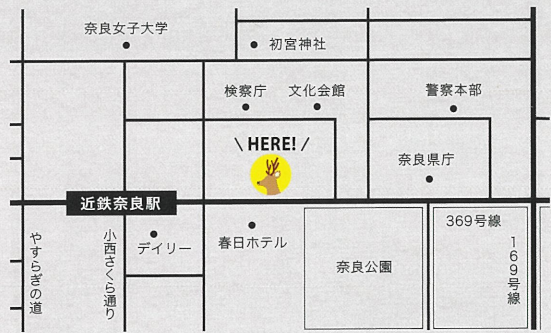 奈良女子大学
初宮神社
検察庁
文化会館
警察本部
\ HERE! /
奈良県庁
近鉄奈良駅
やすらぎの道
小西さくら通り
デイリー
春日ホテル
奈良公園
369号線
169号線